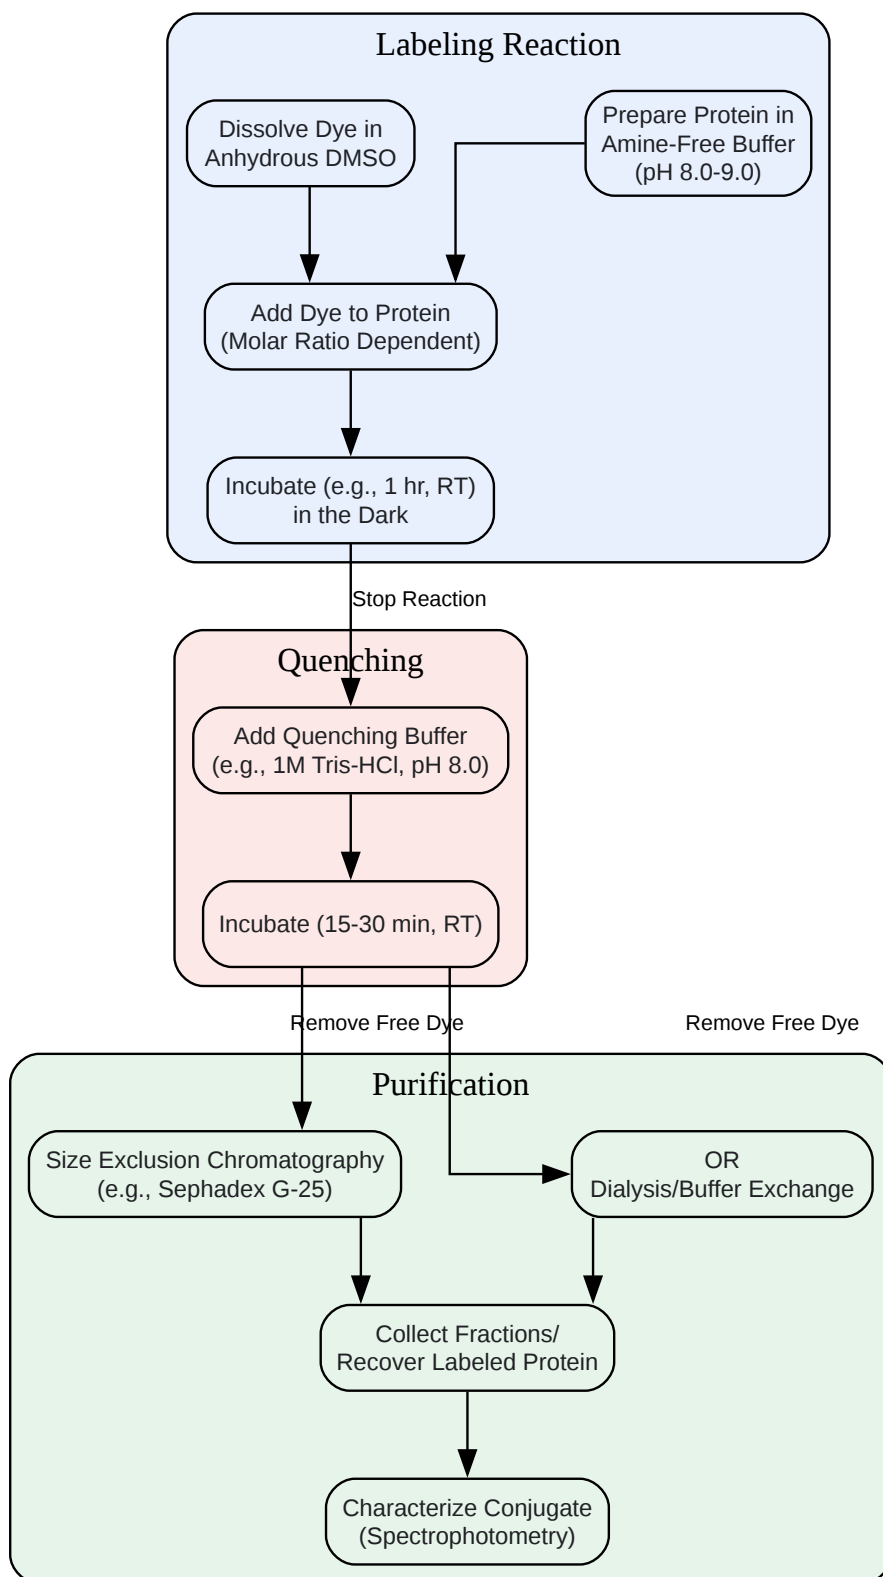 Labeling Reaction
Dissolve Dye in
Anhydrous DMSO
Prepare Protein in
Amine-Free Buffer
(pH 8.0-9.0)
Add Dye to Protein
(Molar Ratio Dependent)
Incubate (e.g., 1 hr, RT)
in the Dark
Stop Reaction
Quenching
Add Quenching Buffer
(e.g., 1M Tris-HCl, pH 8.0)
Incubate (15-30 min, RT)
Remove Free Dye
Remove Free Dye
Purification
Size Exclusion Chromatography
(e.g., Sephadex G-25)
OR
Dialysis/Buffer Exchange
Collect Fractions/
Recover Labeled Protein
Characterize Conjugate
(Spectrophotometry)